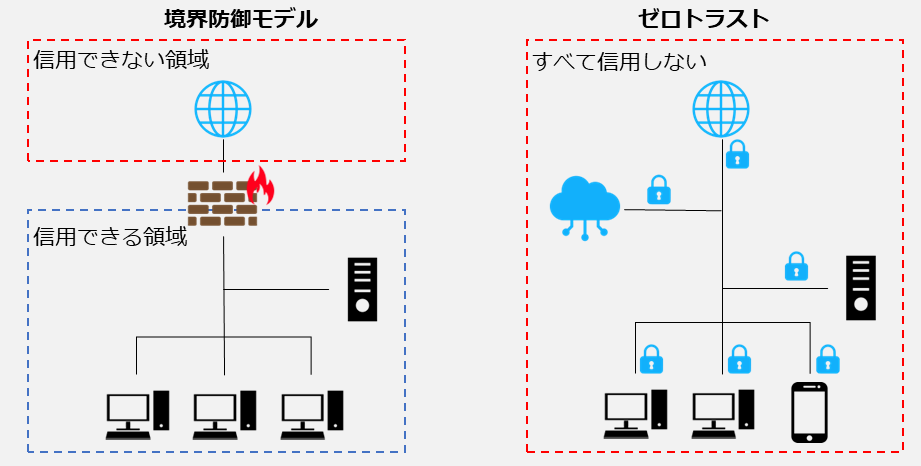 境界防御モデル
信用できない領域
信用できる領域
ゼロトラスト
すべて信用しない